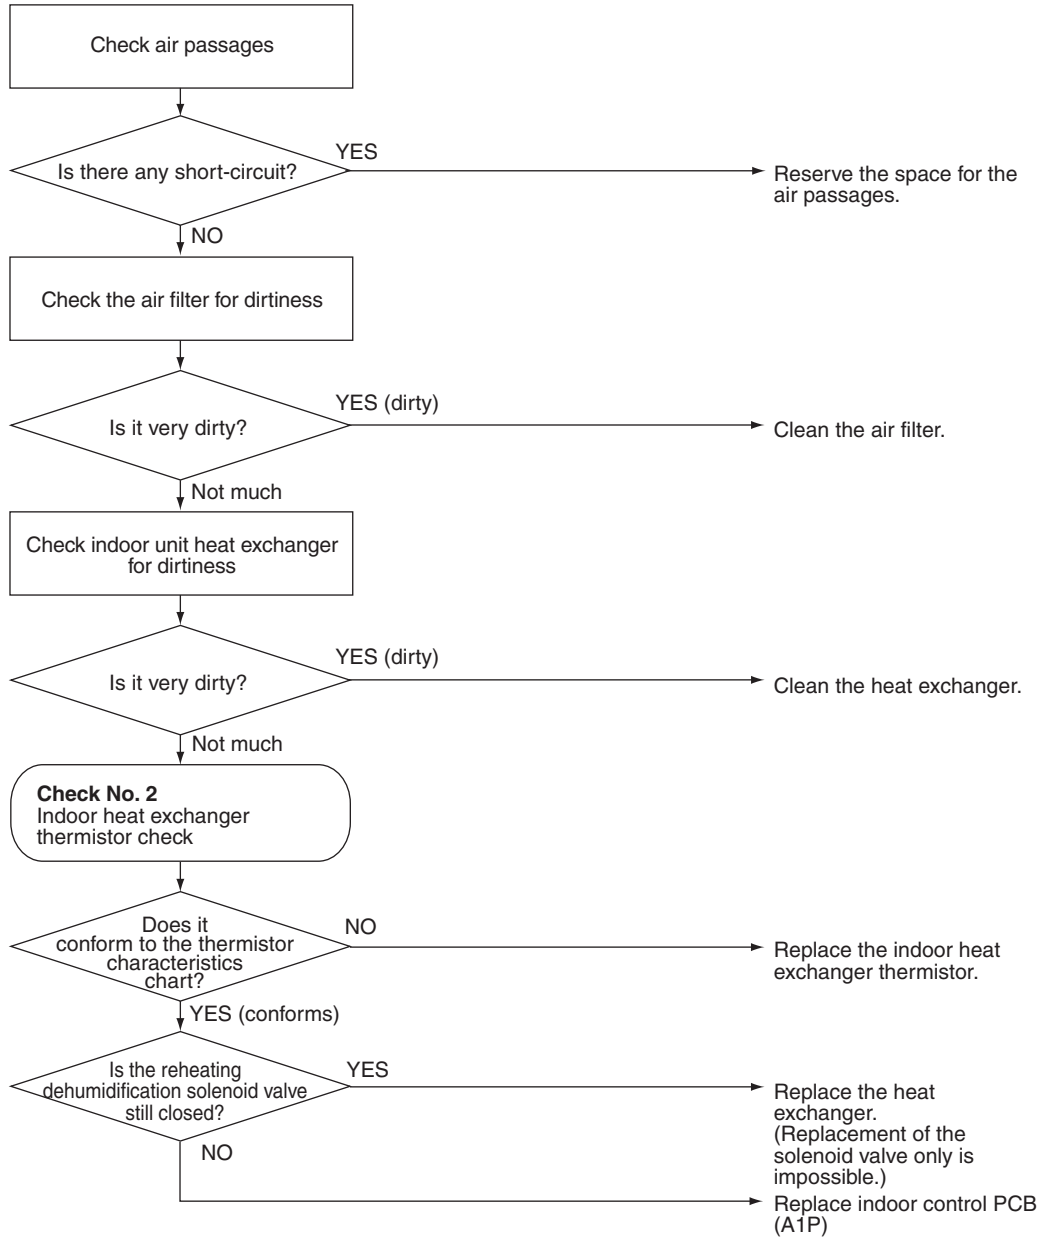 Check air passages
Is there any short-circuit?
YES
Reserve the space for the
air passages.
NO
Check the air filter for dirtiness
Is it very dirty?
YES (dirty)
Clean the air filter.
Not much
Check indoor unit heat exchanger
for dirtiness
Is it very dirty?
YES (dirty)
Clean the heat exchanger.
Not much
Check No. 2
Indoor heat exchanger
thermistor check
Does it
conform to the thermistor
characteristics
chart?
NO
Replace the indoor heat
exchanger thermistor.
YES (conforms)
Is the reheating
dehumidification solenoid valve
still closed?
YES
Replace the heat
exchanger.
(Replacement of the
solenoid valve only is
impossible.)
NO
Replace indoor control PCB
(A1P)